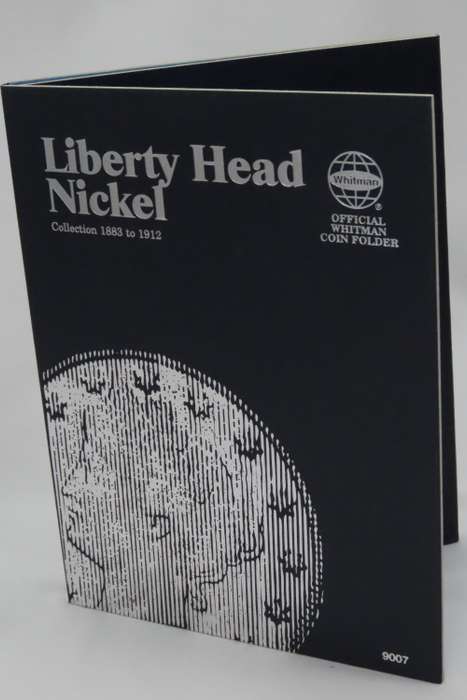 Liberty Head
Nickel
Collection 1883 to 1912
Whitman
®
OFFICIAL
WHITMAN
COIN FOLDER
9007